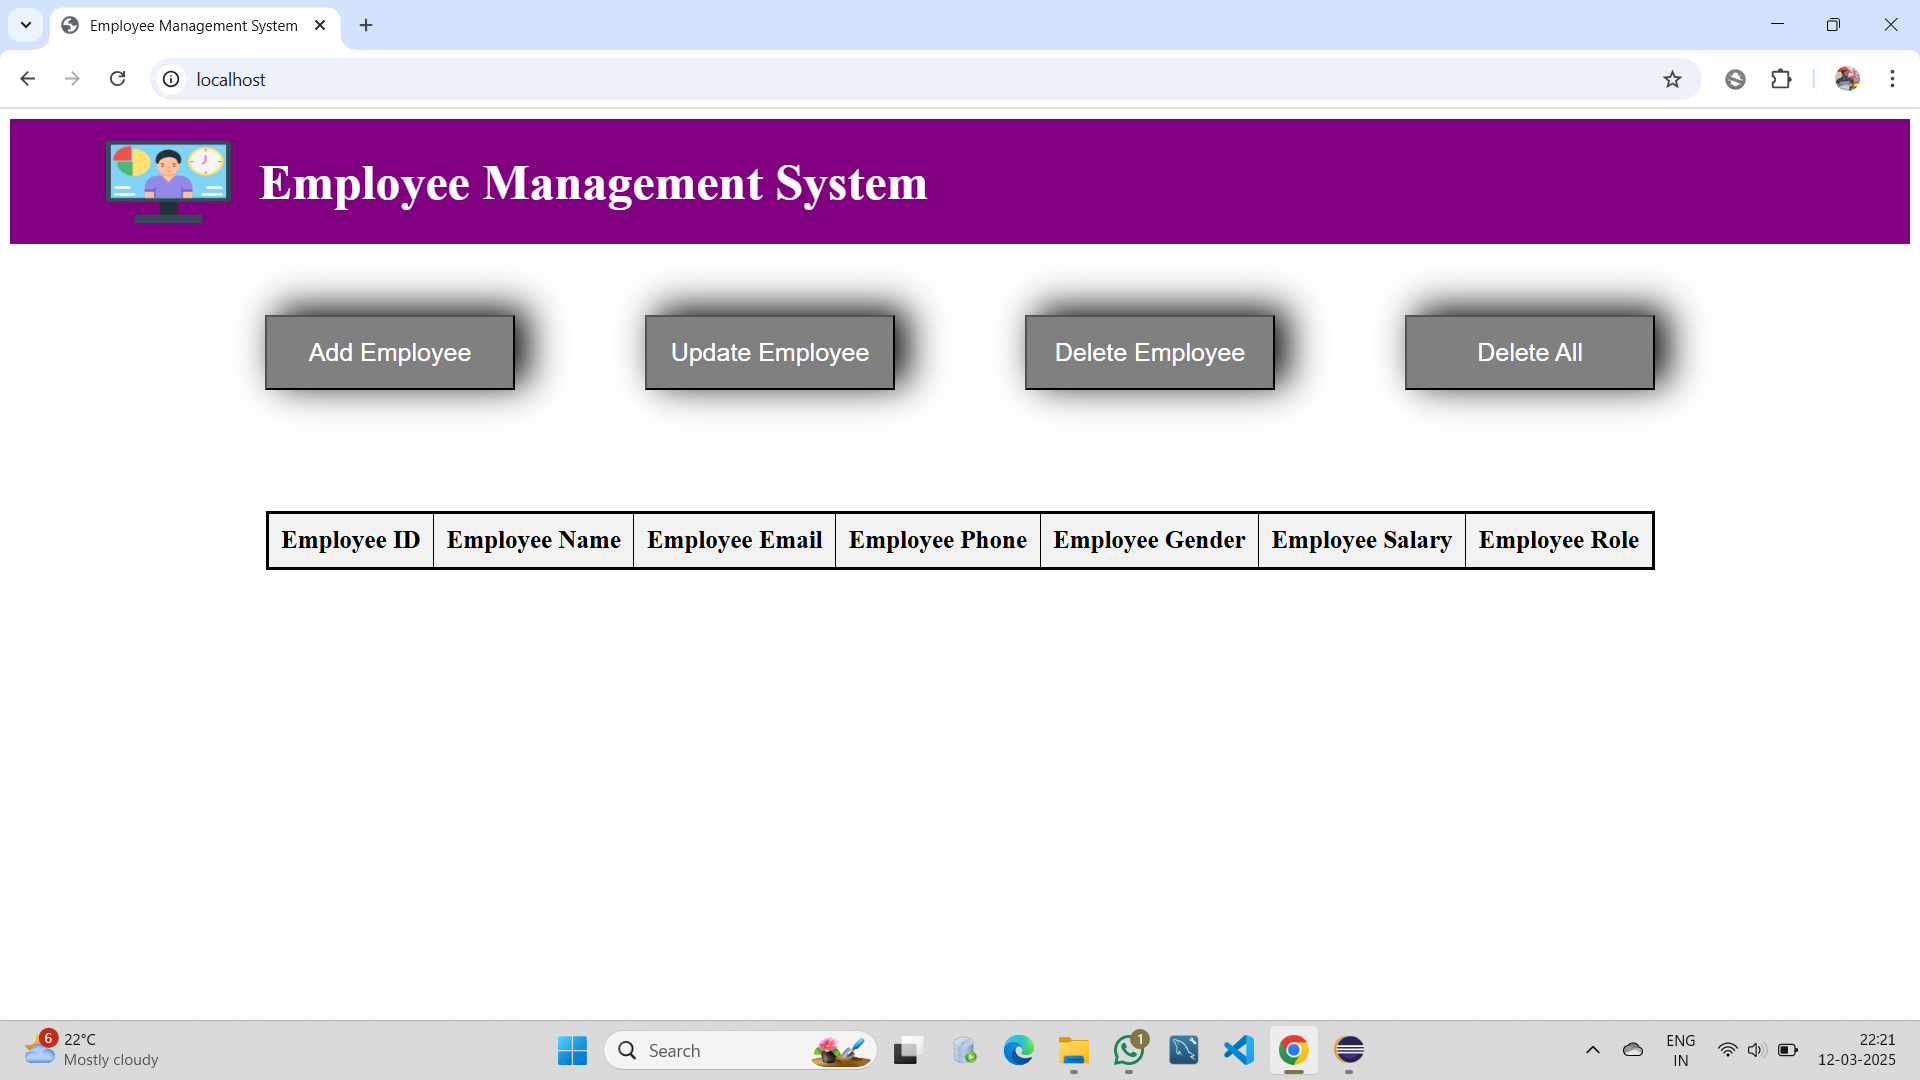 Employee Management System
localhost
Employee Management System
Add Employee Update Employee Delete Employee Delete All
Employee ID Employee Name Employee Email Employee Phone Employee Gender Employee Salary Employee Role
6
22°C
Mostly cloudy
Search
1
ENG
IN
22:21
12-03-2025